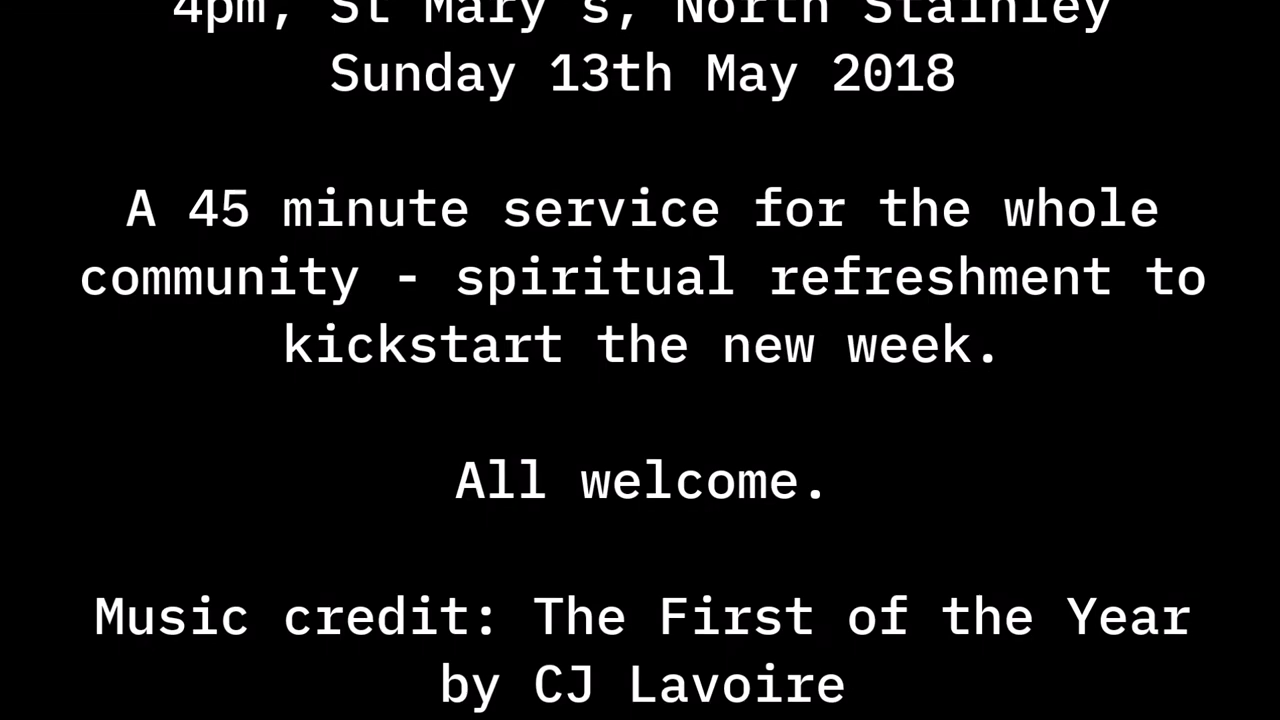 4pm, St Mary's, North Stainley
Sunday 13th May 2018
A 45 minute service for the whole
community - spiritual refreshment to
kickstart the new week.
All welcome.
Music credit: The First of the Year
by CJ Lavoire